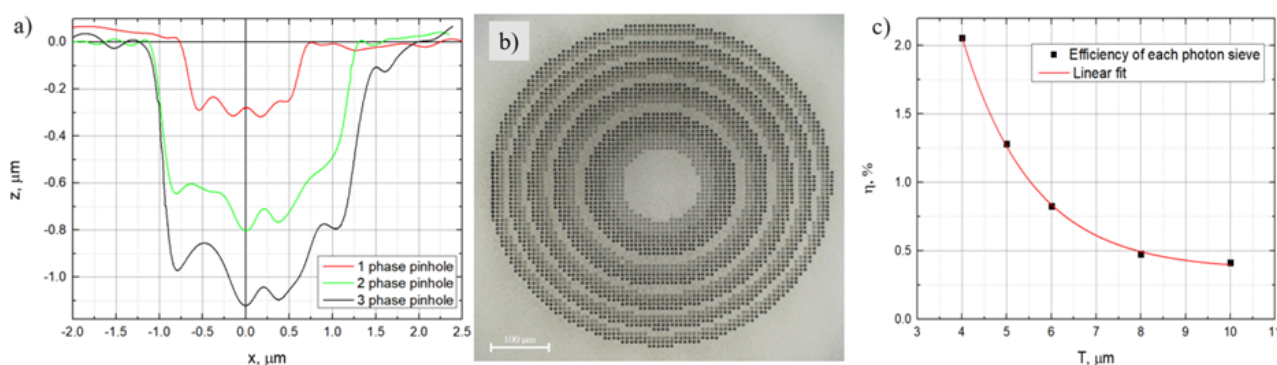 a)
0.0
-0.2
-0.4
-0.6
-0.8
-1.0
z, μm
1 phase pinhole
2 phase pinhole
3 phase pinhole
-2.0 -1.5 -1.0 -0.5 0.0 0.5 1.0 1.5 2.0 2.5
x, μm
b)
100 μm
c)
2.0
1.5
1.0
0.5
0.0
η, %
Efficiency of each photon sieve
Linear fit
3 4 5 6 7 8 9 10 11
T, μm